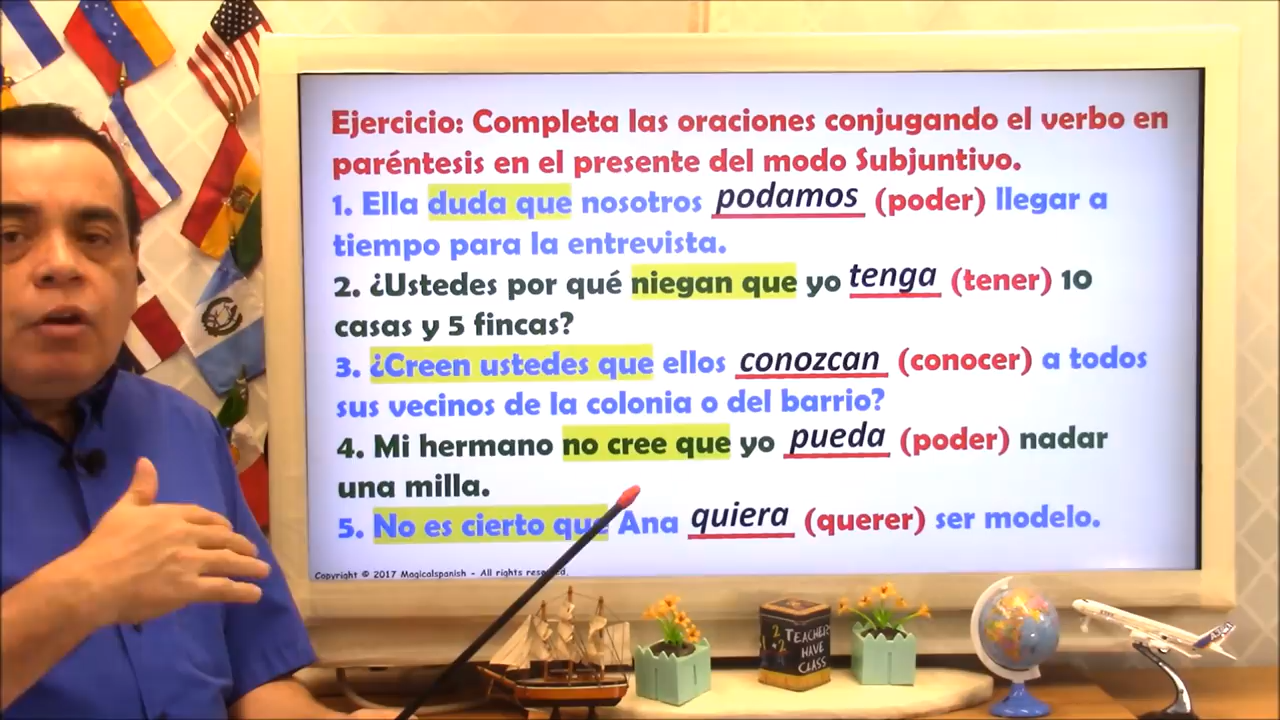 Ejercicio: Completa las oraciones conjugando el verbo en
paréntesis en el presente del modo Subjuntivo.
1. Ella duda que nosotros podamos (poder) llegar a
tiempo para la entrevista.
2. ¿Ustedes por qué niegan que yo tenga (tener) 10
casas y 5 fincas?
3. ¿Creen ustedes que ellos conozcan (conocer) a todos
sus vecinos de la colonia o del barrio?
4. Mi hermano no cree que yo pueda (poder) nadar
una milla.
5. No es cierto que Ana quiera (querer) ser modelo.
Copyright © 2017 Magicalspanish - All rights reserved.
TEACHERS
HAVE
CLASS